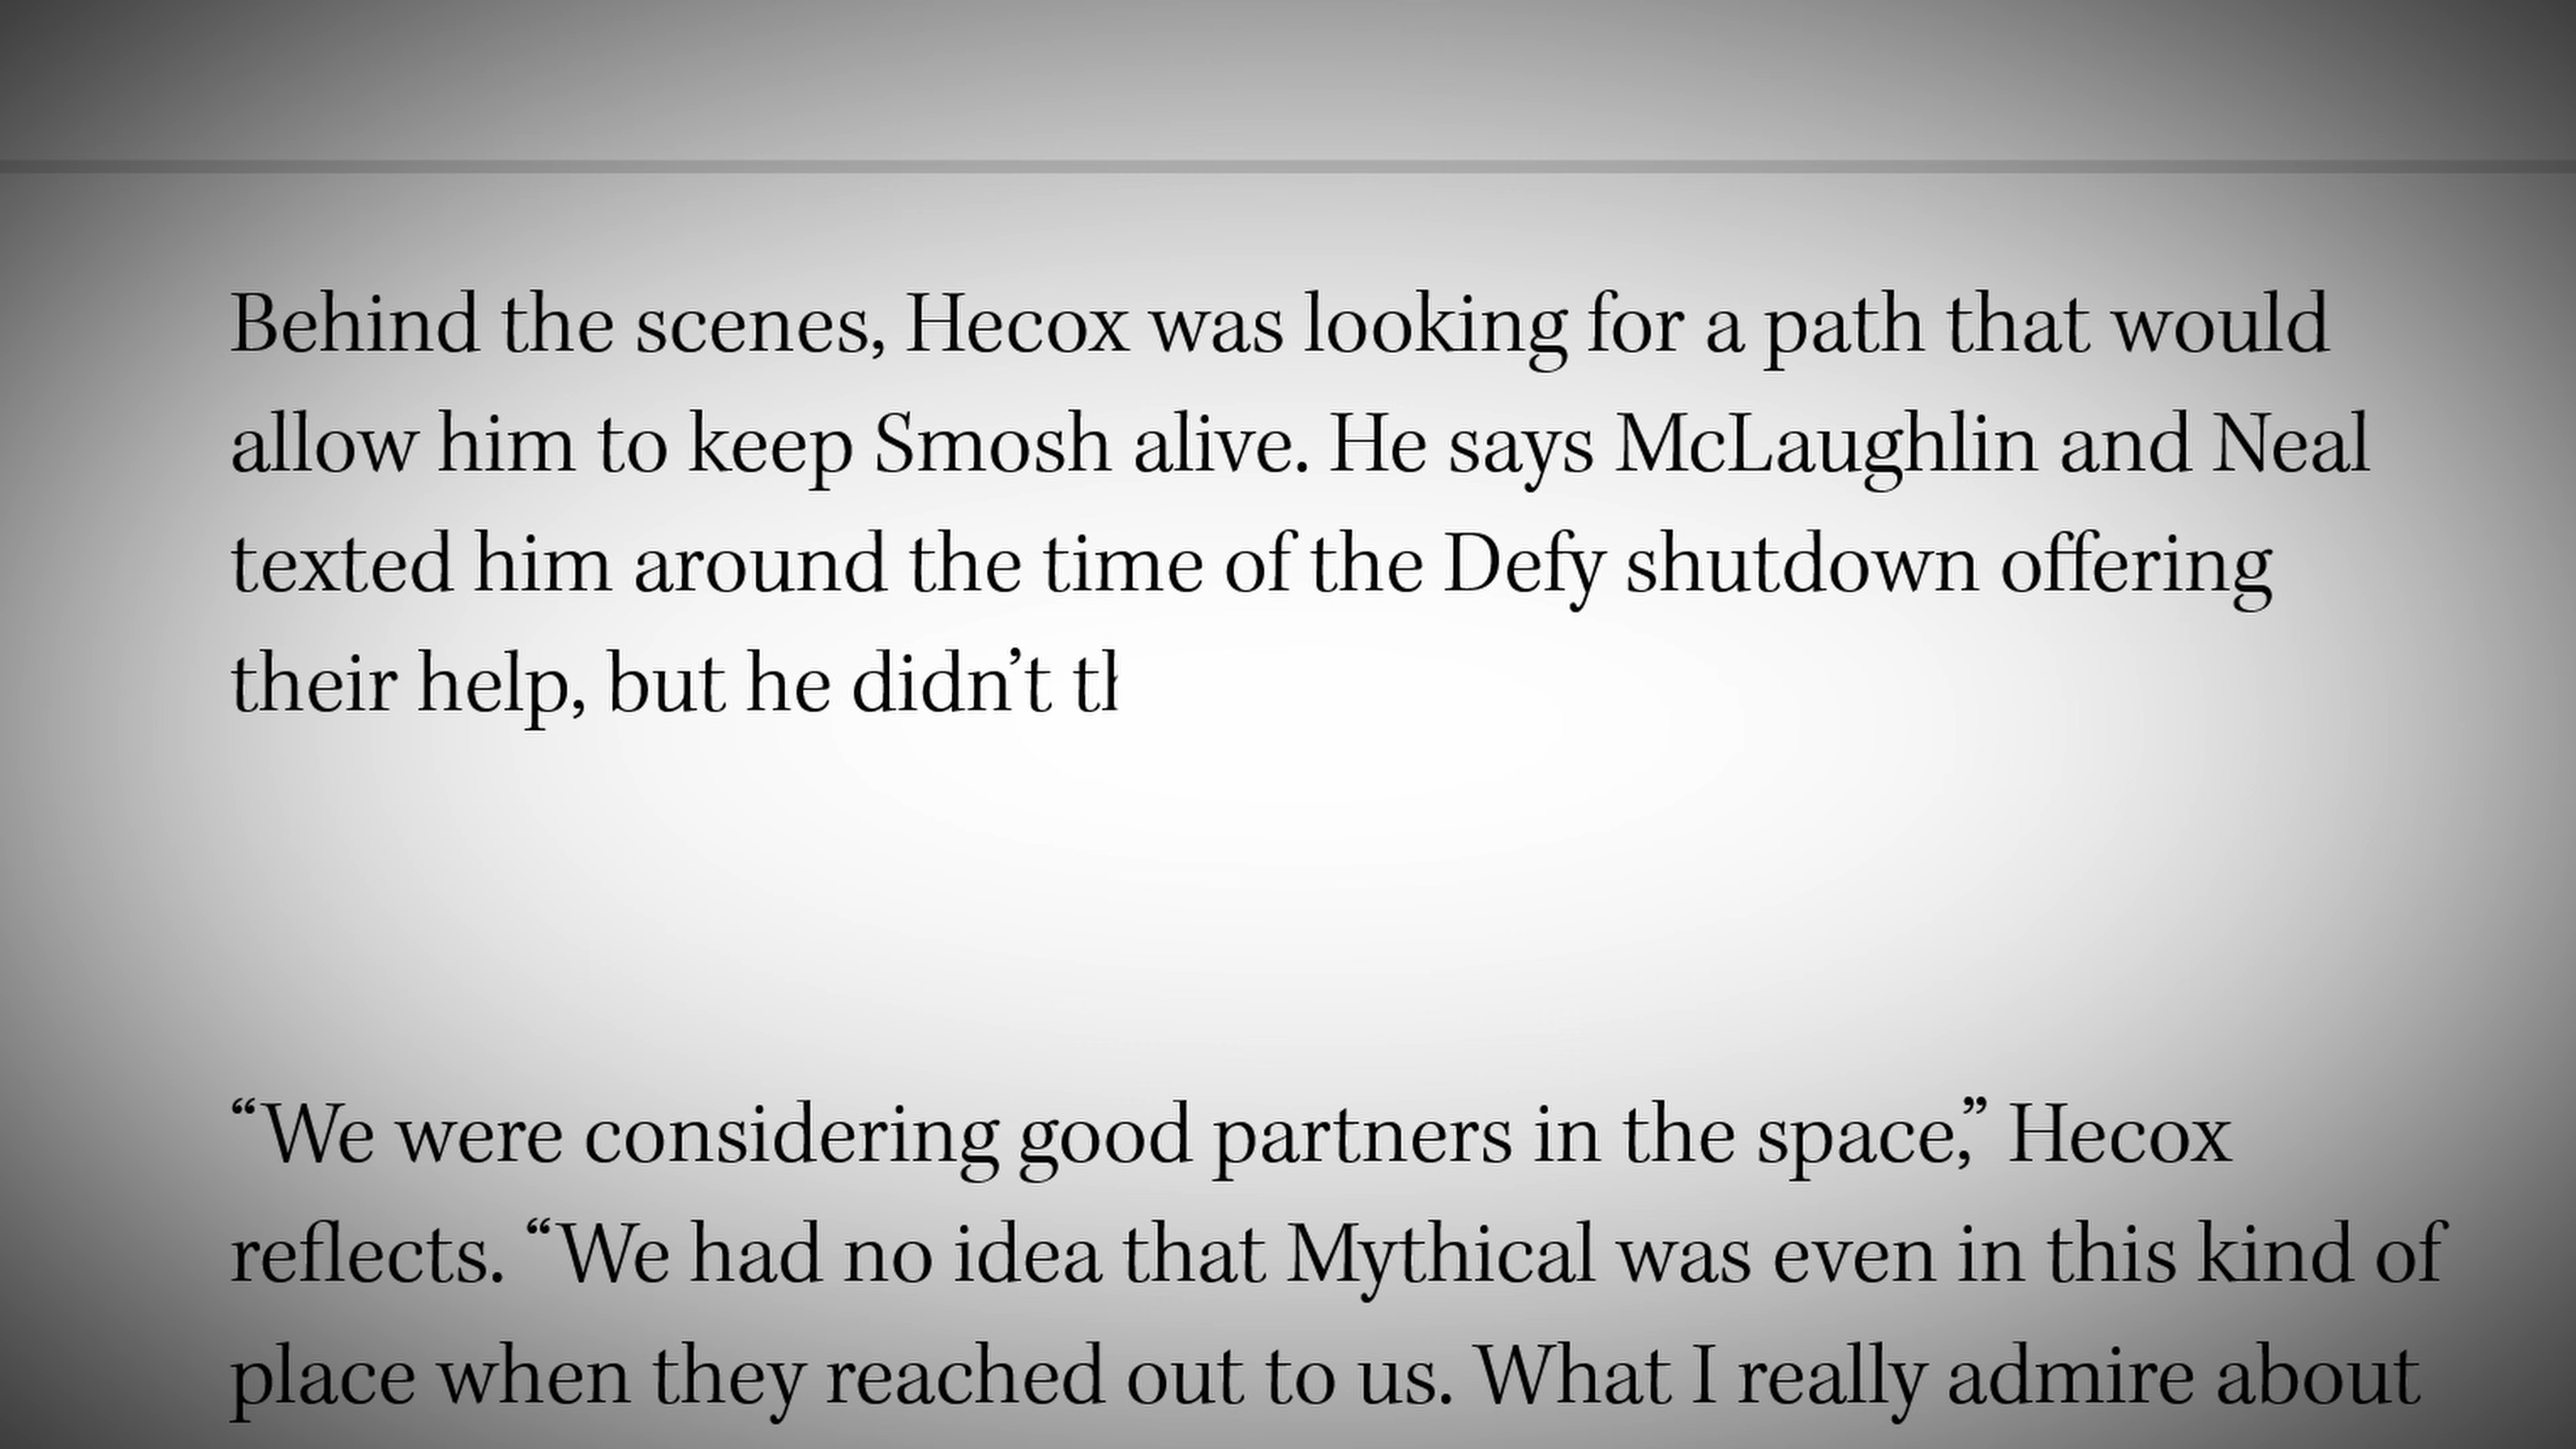 Behind the scenes, Hecox was looking for a path that would
allow him to keep Smosh alive. He says McLaughlin and Neal
texted him around the time of the Defy shutdown offering
their help, but he didn’t
“We were considering good partners in the space,” Hecox
reflects. “We had no idea that Mythical was even in this kind of
place when they reached out to us. What I really admire about